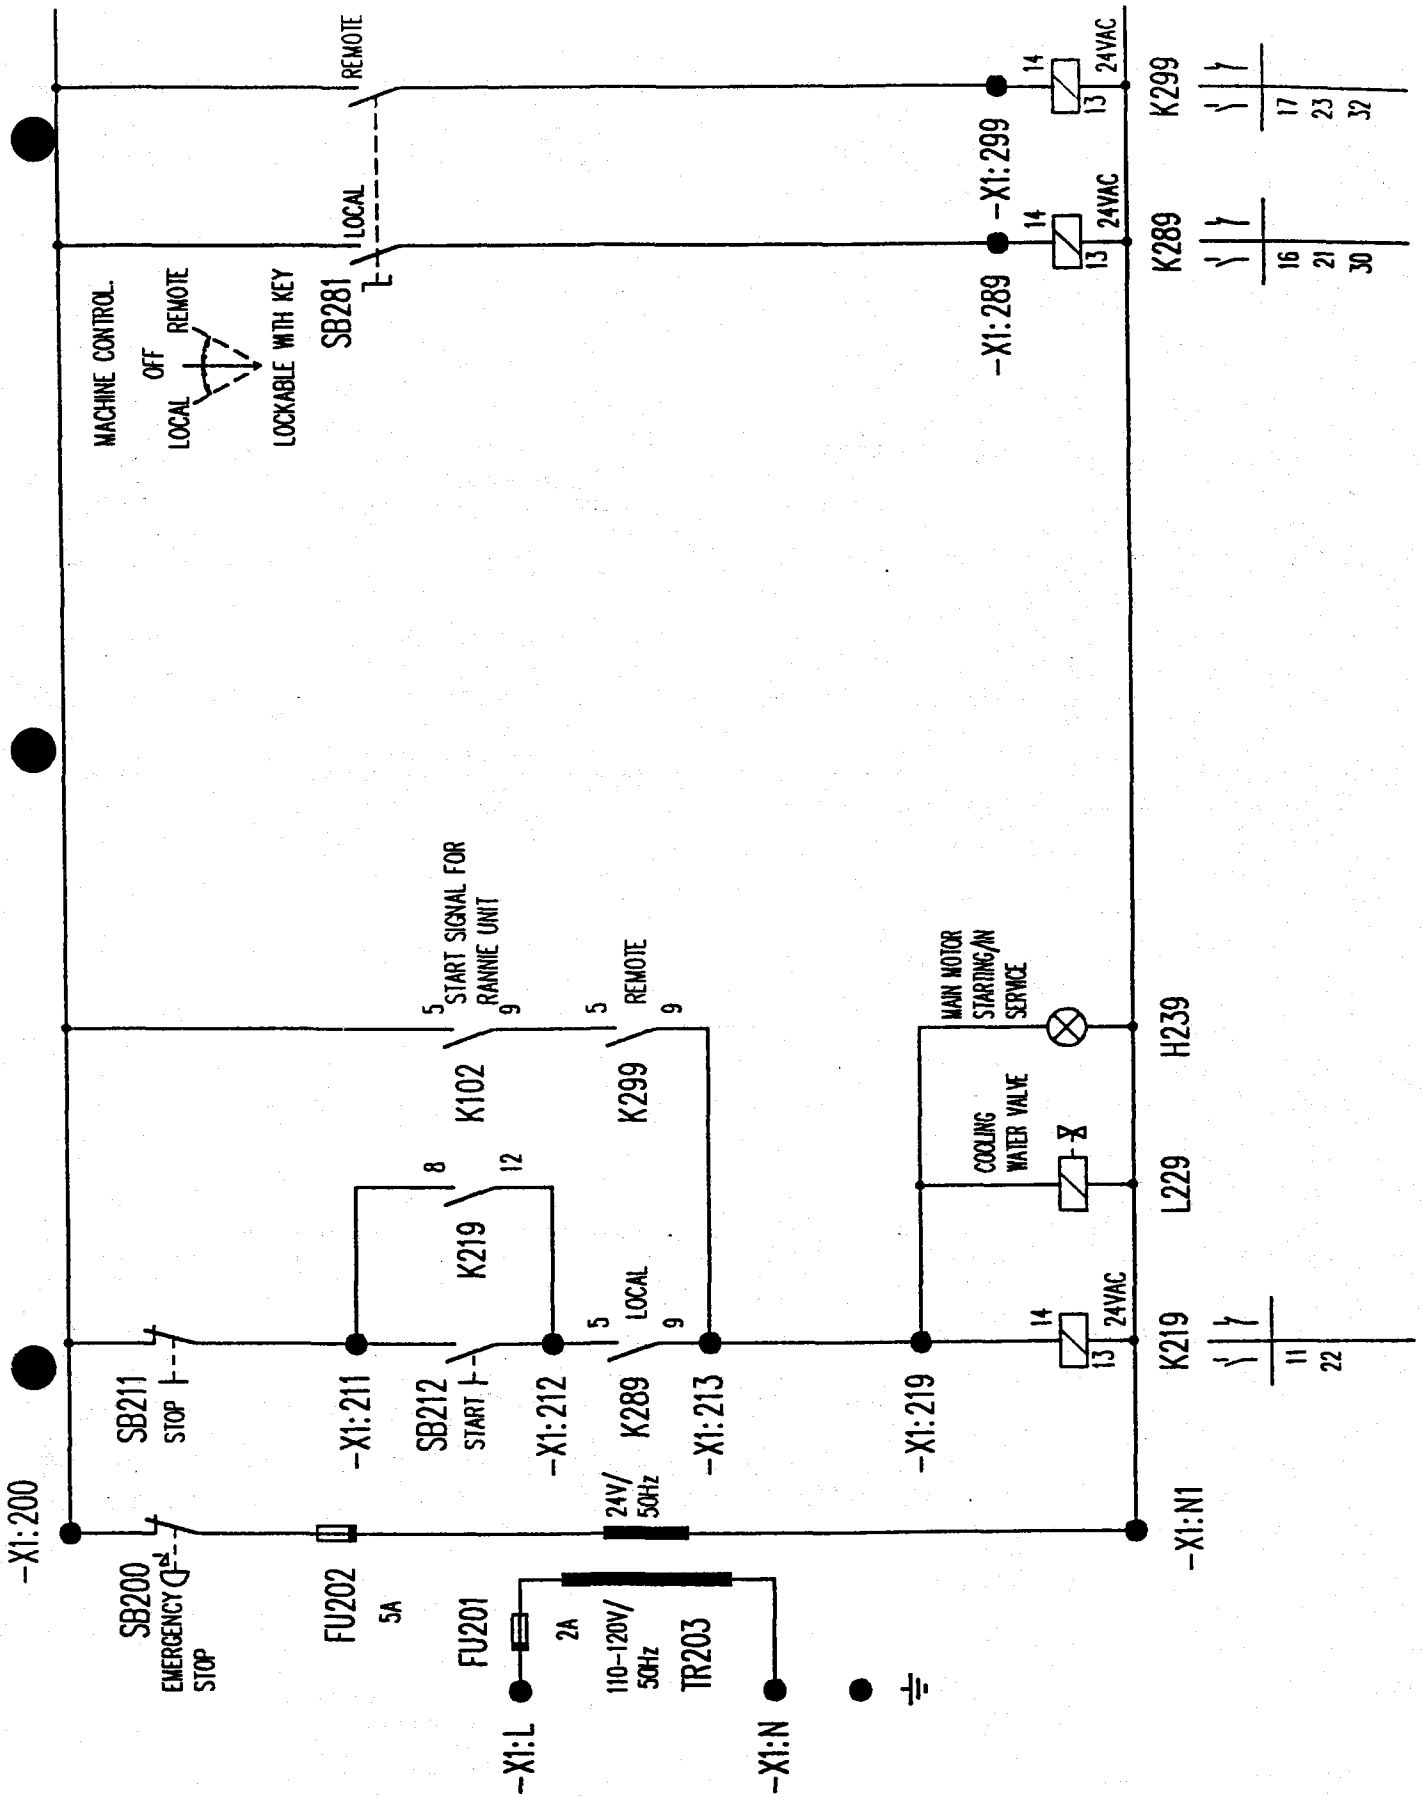 -X1:200
SB200
EMERGENCY
STOP
FU202
5A
FU201
2A
110-120V/
50Hz
TR203
24V/
50Hz
-X1:L
-X1:N
-X1:N1
SB211
STOP
-X1:211
SB212
START
-X1:212
K289
5
LOCAL
9
-X1:213
-X1:219
14
13
24VAC
K219
11
22
8
12
K219
K102
5
START SIGNAL FOR
RANNIE UNIT
9
K299
5
REMOTE
9
COOLING
WATER VALVE
L229
MAIN MOTOR
STARTING/IN
SERVICE
H239
MACHINE CONTROL.
LOCAL
OFF
REMOTE
LOCKABLE WITH KEY
SB281
LOCAL
REMOTE
-X1:289
14
13
24VAC
K289
16
21
30
-X1:299
14
13
24VAC
K299
17
23
32